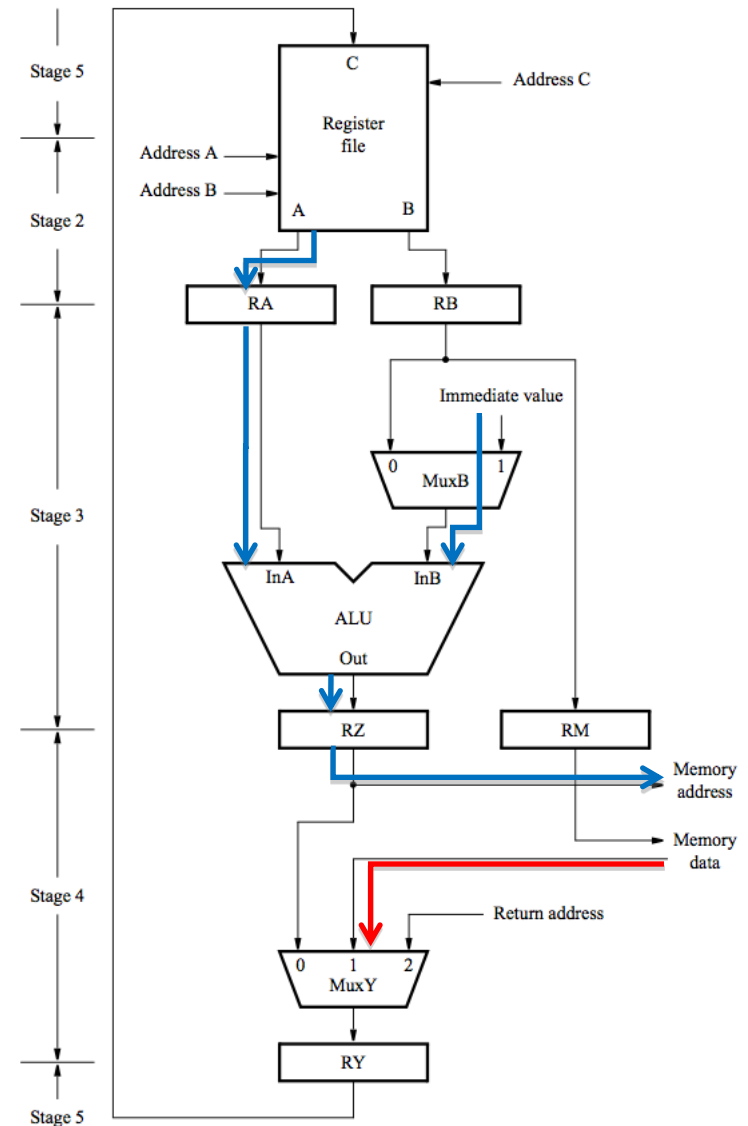 C
Stage 5
Address C
Register
file
Address A
Address B
Stage 2
A
B
RA
RB
Immediate value
0
1
MuxB
Stage 3
InA
InB
ALU
Out
RZ
RM
Memory
address
Memory
data
Stage 4
Return address
0
1
2
MuxY
RY
Stage 5